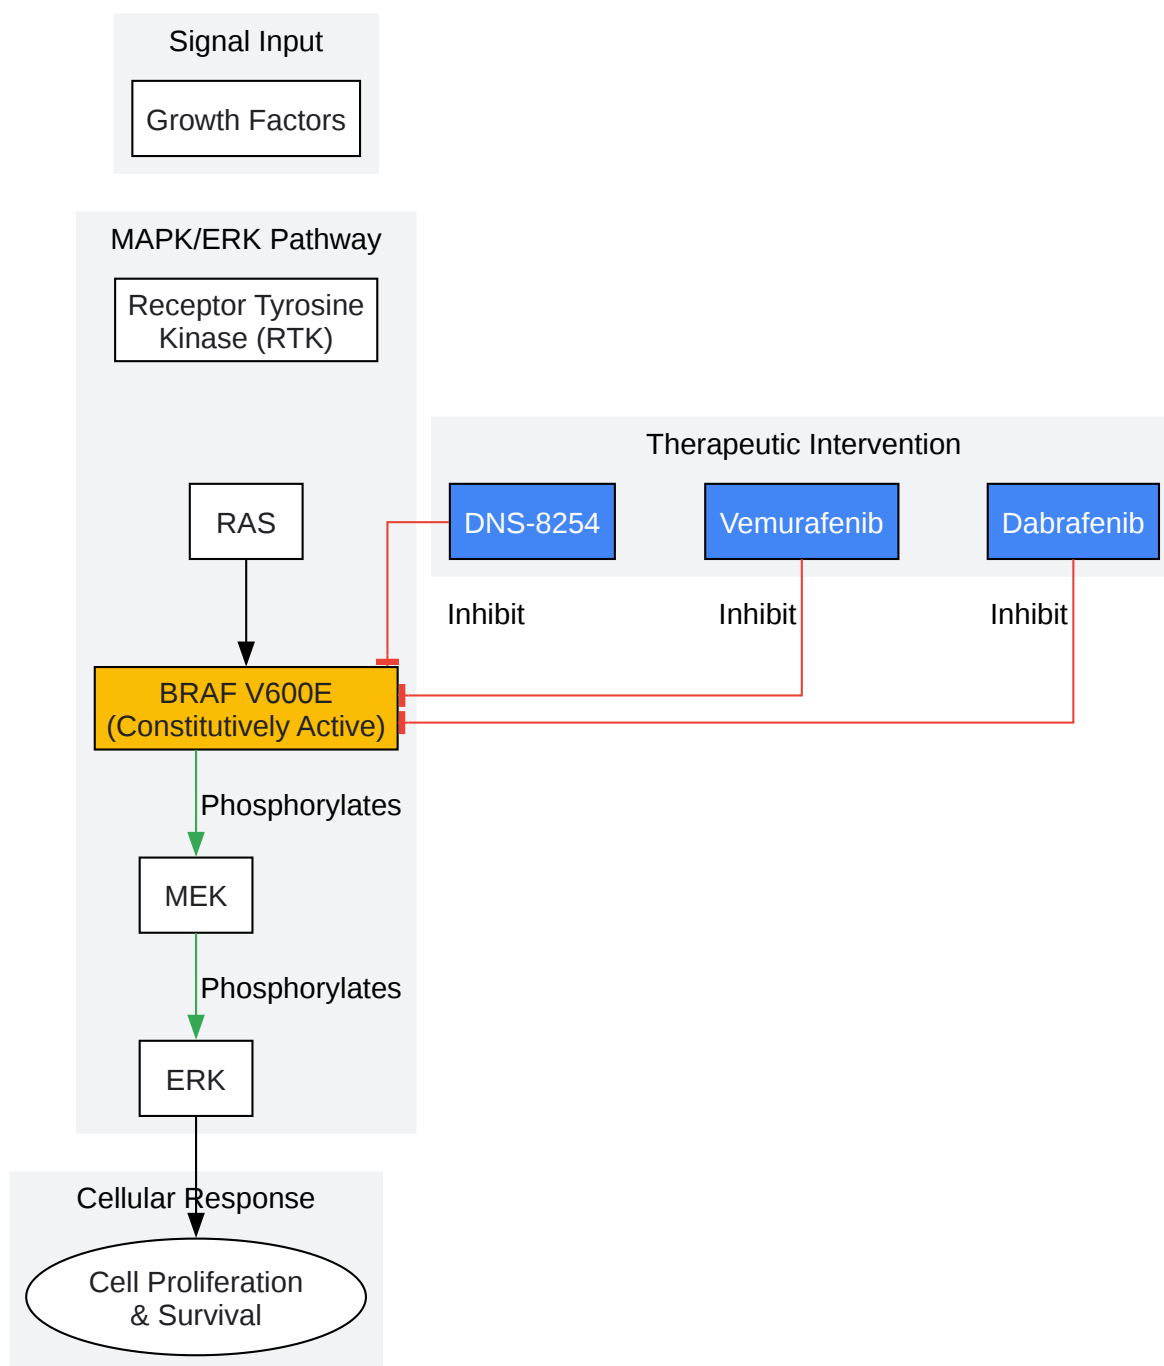 Signal Input
Growth Factors
MAPK/ERK Pathway
Receptor Tyrosine
Kinase (RTK)
Therapeutic Intervention
RAS
DNS-8254
Vemurafenib
Dabrafenib
Inhibit
Inhibit
Inhibit
BRAF V600E
(Constitutively Active)
Phosphorylates
MEK
Phosphorylates
ERK
Cellular Response
Cell Proliferation
& Survival